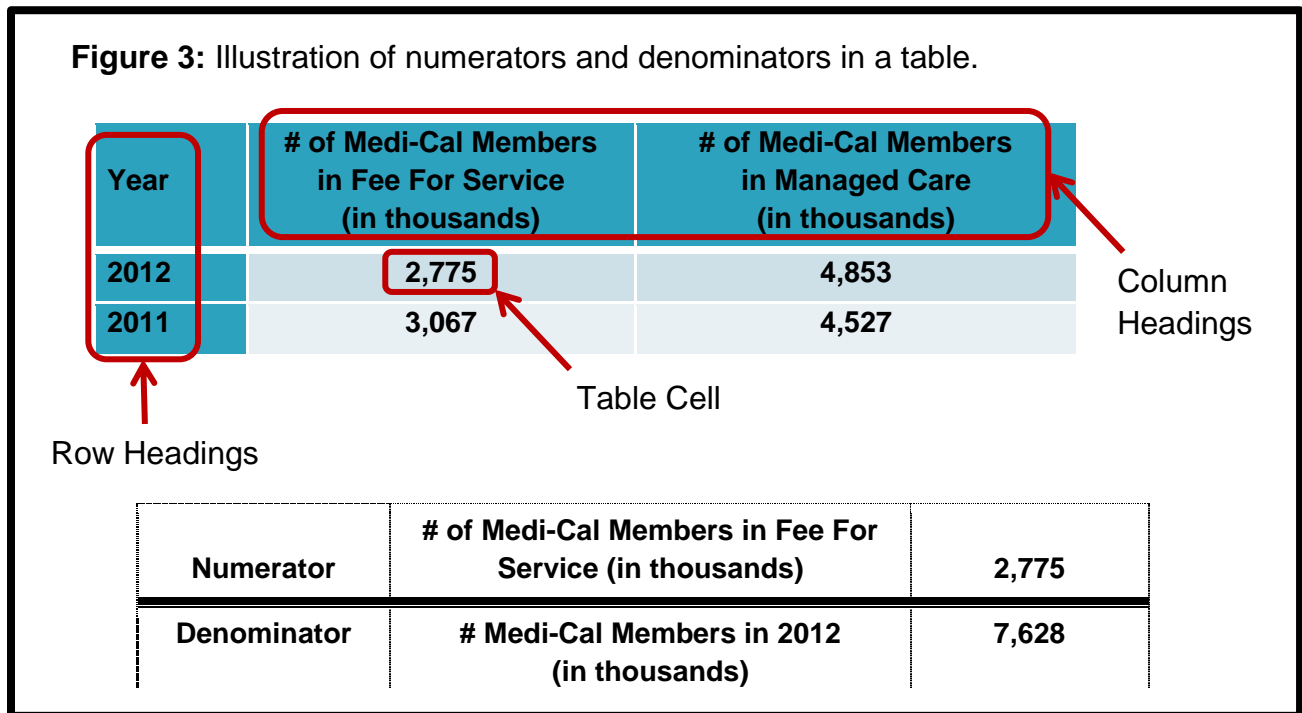 Figure 3: Illustration of numerators and denominators in a table.
# of Medi-Cal Members
in Fee For Service
(in thousands)
# of Medi-Cal Members
in Managed Care
(in thousands)
Year
2012
2,775
4,853
2011
3,067
4,527
Column
Headings
Table Cell
Row Headings
# of Medi-Cal Members in Fee For
Numerator
Service (in thousands)
2,775
Denominator
# Medi-Cal Members in 2012
7,628
(in thousands)